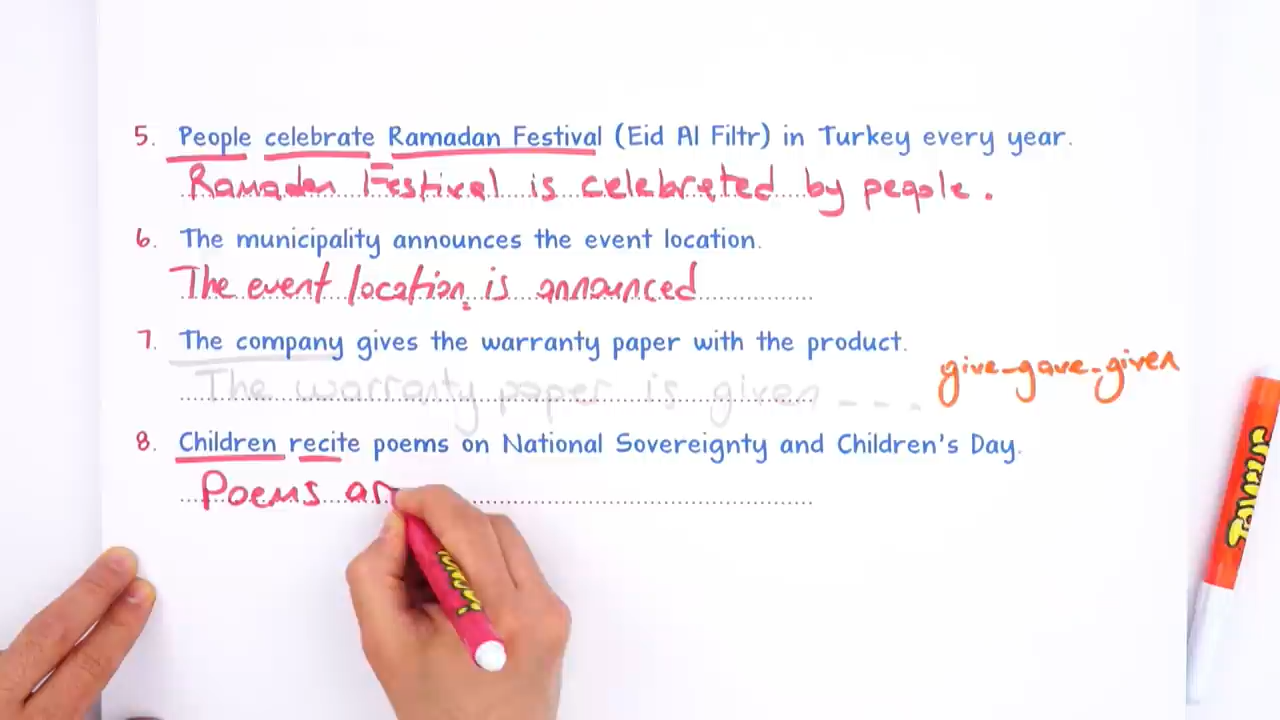 5. People celebrate Ramadan Festival (Eid Al Filtr) in Turkey every year.
Ramadan Festival is celebrated by people.
6. The municipality announces the event location.
The event location is announced
7. The company gives the warranty paper with the product.
give-gave-given
The warranty paper is given - - -
8. Children recite poems on National Sovereignty and Children's Day.
Poems ar